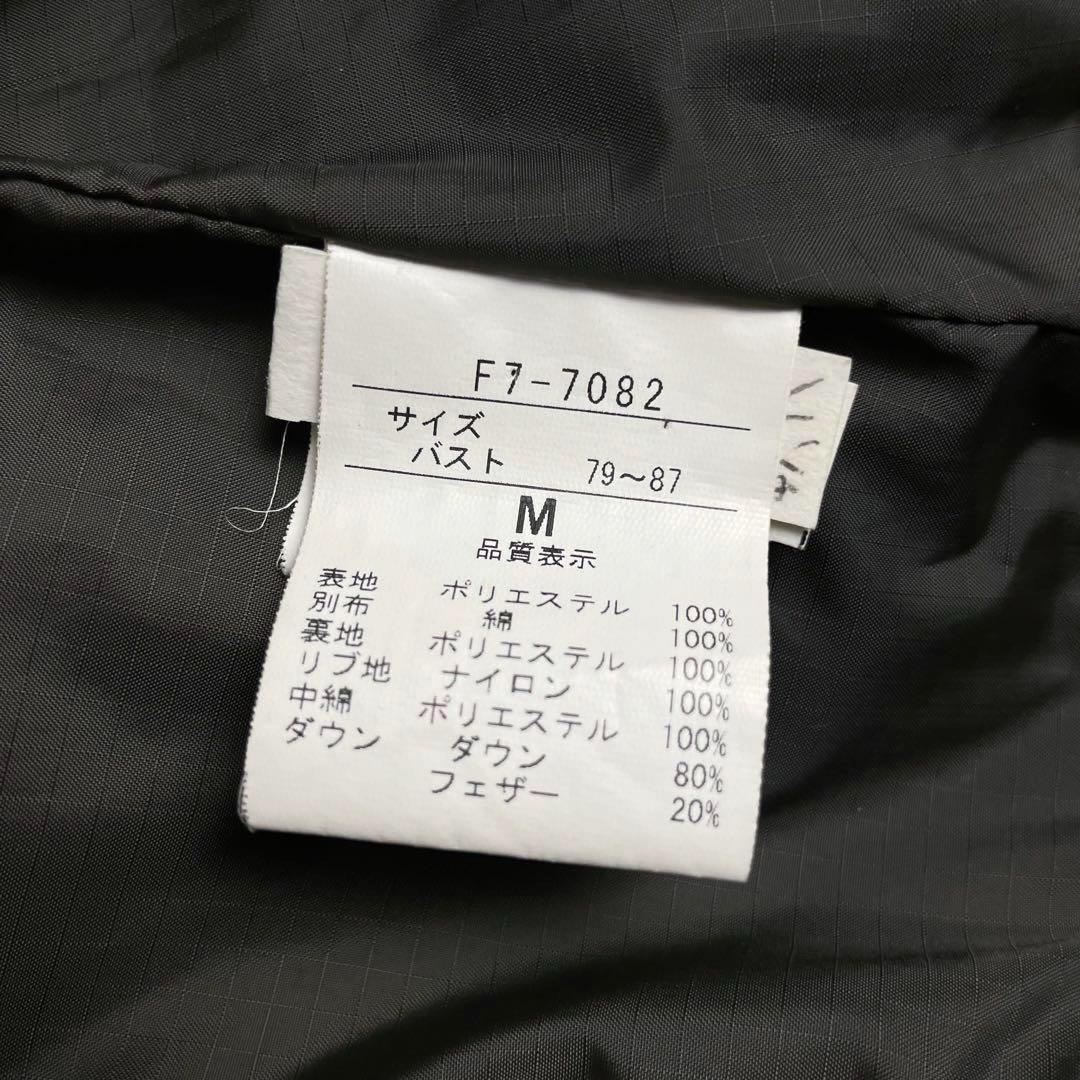 F7-7082
サイズ
バスト 79～87
M
品質表示
表地 ポリエステル 100%
別布 綿 100%
裏地 ポリエステル 100%
リブ地 ナイロン 100%
中綿 ポリエステル 100%
ダウン ダウン 80%
フェザー 20%